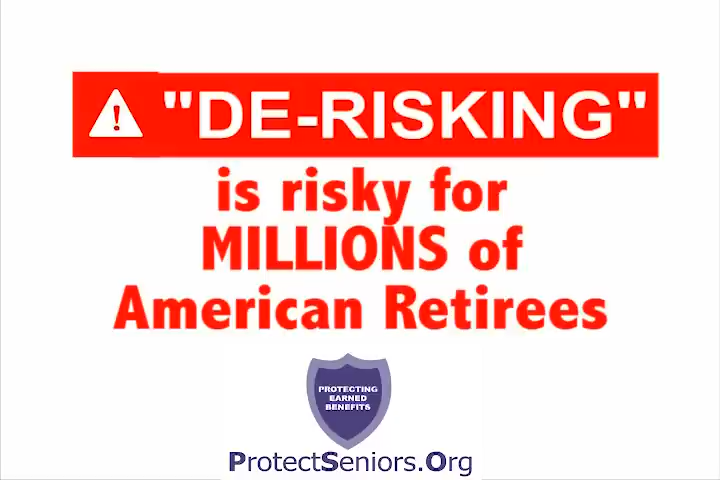 "DE-RISKING"
is risky for
MILLIONS of
American Retirees
PROTECTING
EARNED
BENEFITS
ProtectSeniors.Org